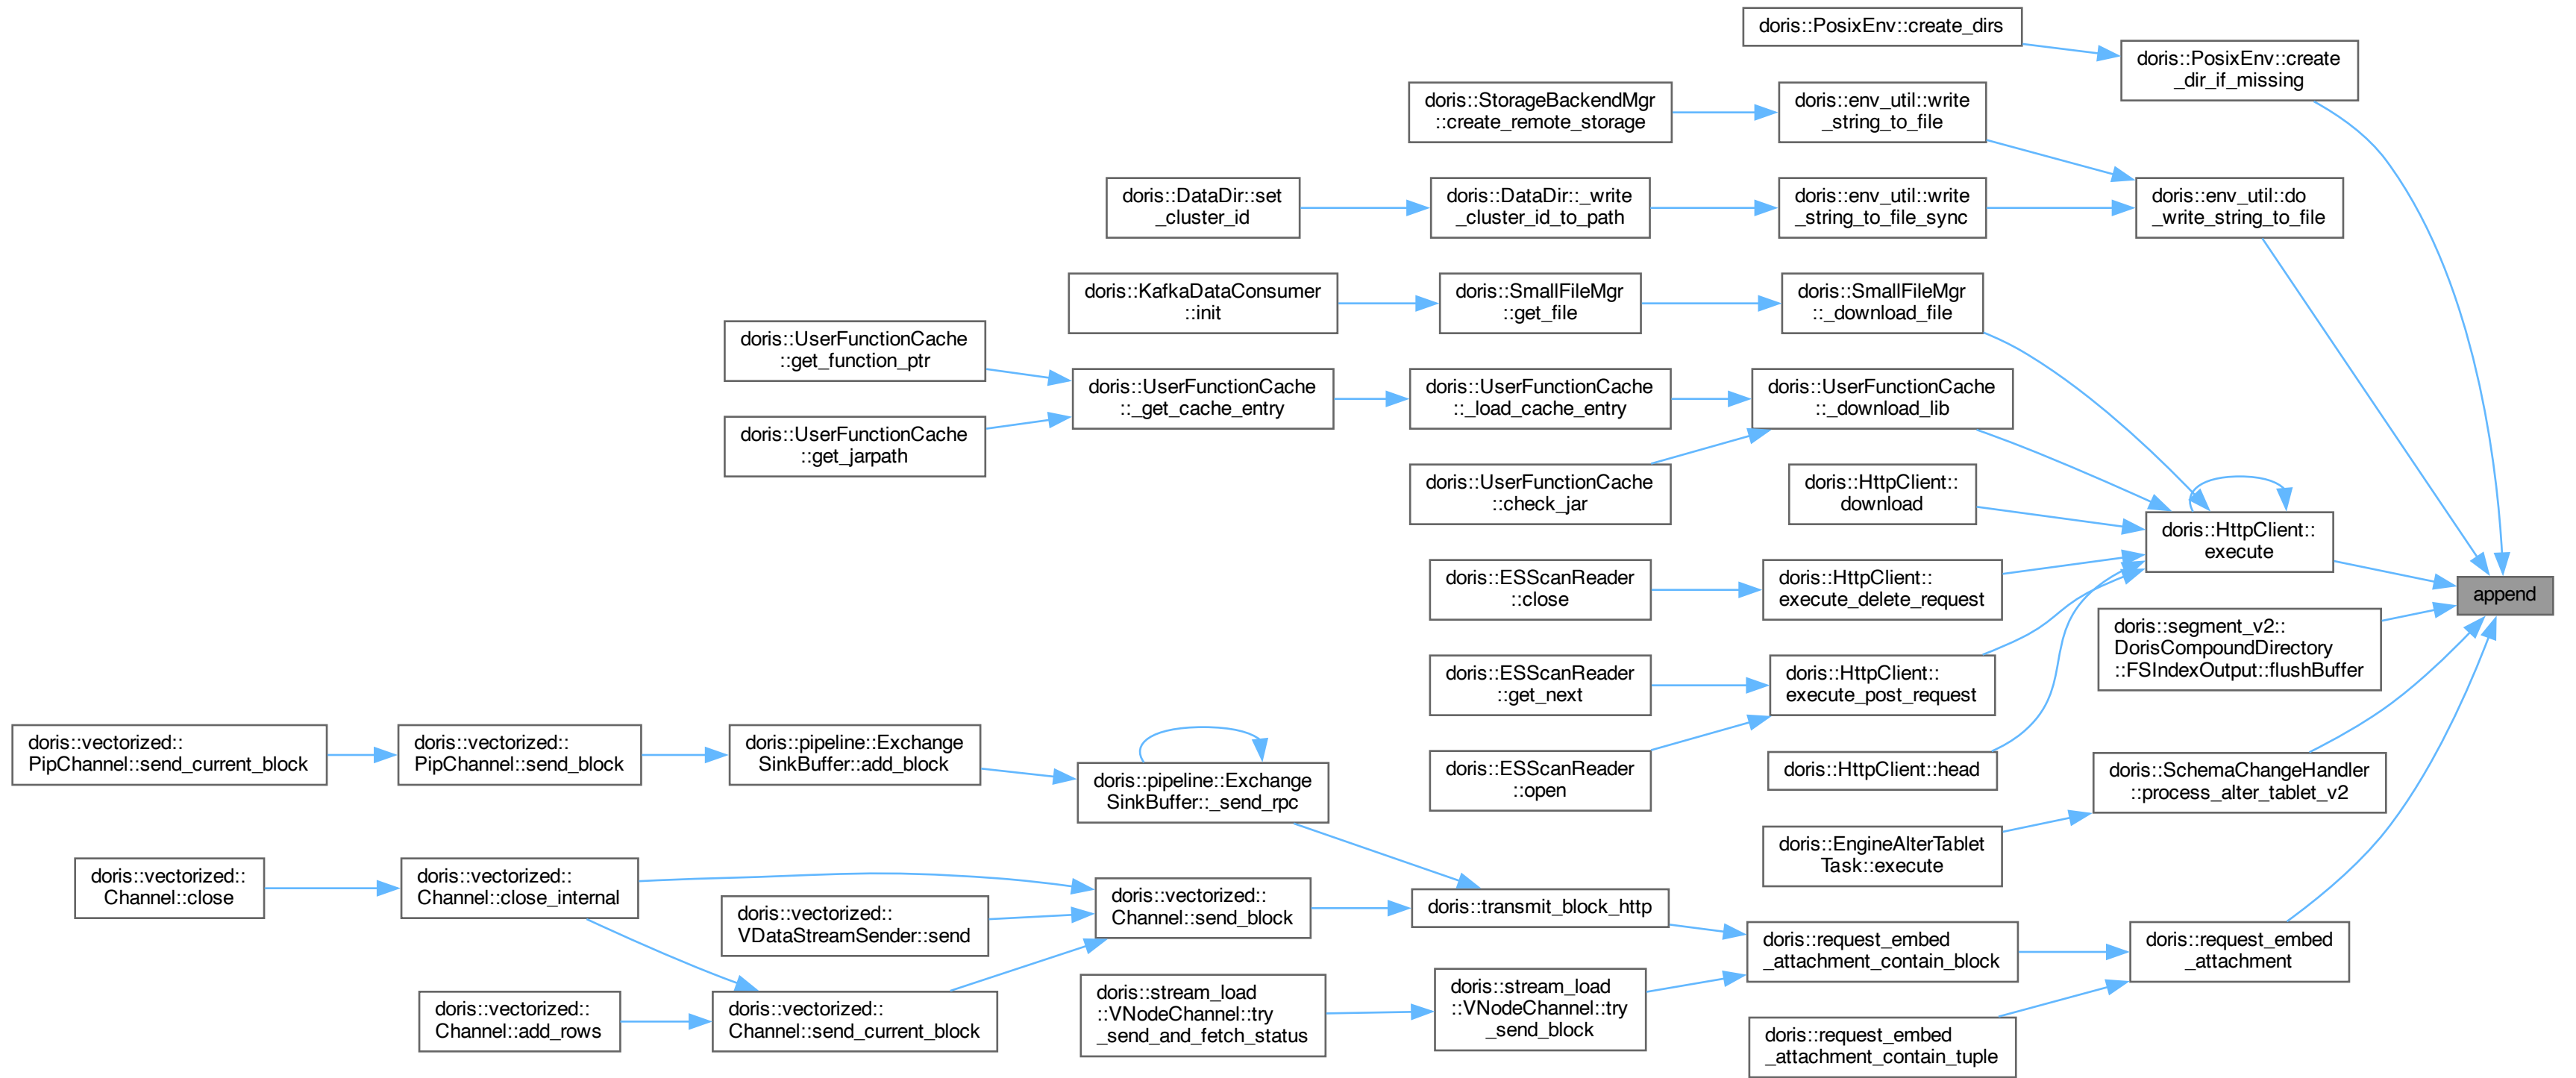 doris::PosixEnv::create_dirs
doris::PosixEnv::create
_dir_if_missing
doris::StorageBackendMgr
::create_remote_storage
doris::env_util::write
_string_to_file
doris::DataDir::set
_cluster_id
doris::DataDir::_write
_cluster_id_to_path
doris::env_util::write
_string_to_file_sync
doris::env_util::do
_write_string_to_file
doris::KafkaDataConsumer
::init
doris::SmallFileMgr
::get_file
doris::SmallFileMgr
::_download_file
doris::UserFunctionCache
::get_function_ptr
doris::UserFunctionCache
::_get_cache_entry
doris::UserFunctionCache
::_load_cache_entry
doris::UserFunctionCache
::_download_lib
doris::UserFunctionCache
::get_jarpath
doris::UserFunctionCache
::check_jar
doris::HttpClient::
download
doris::HttpClient::
execute
doris::ESScanReader
::close
doris::HttpClient::
execute_delete_request
append
doris::segment_v2::
DorisCompoundDirectory
::FSIndexOutput::flushBuffer
doris::ESScanReader
::get_next
doris::HttpClient::
execute_post_request
doris::vectorized::
PipChannel::send_current_block
doris::vectorized::
PipChannel::send_block
doris::pipeline::Exchange
SinkBuffer::add_block
doris::pipeline::Exchange
SinkBuffer::_send_rpc
doris::ESScanReader
::open
doris::HttpClient::head
doris::SchemaChangeHandler
::process_alter_tablet_v2
doris::EngineAlterTablet
Task::execute
doris::vectorized::
Channel::close
doris::vectorized::
Channel::close_internal
doris::vectorized::
VDataStreamSender::send
doris::vectorized::
Channel::send_block
doris::transmit_block_http
doris::request_embed
_attachment_contain_block
doris::request_embed
_attachment
doris::vectorized::
Channel::add_rows
doris::vectorized::
Channel::send_current_block
doris::stream_load
::VNodeChannel::try
_send_and_fetch_status
doris::stream_load
::VNodeChannel::try
_send_block
doris::request_embed
_attachment_contain_tuple